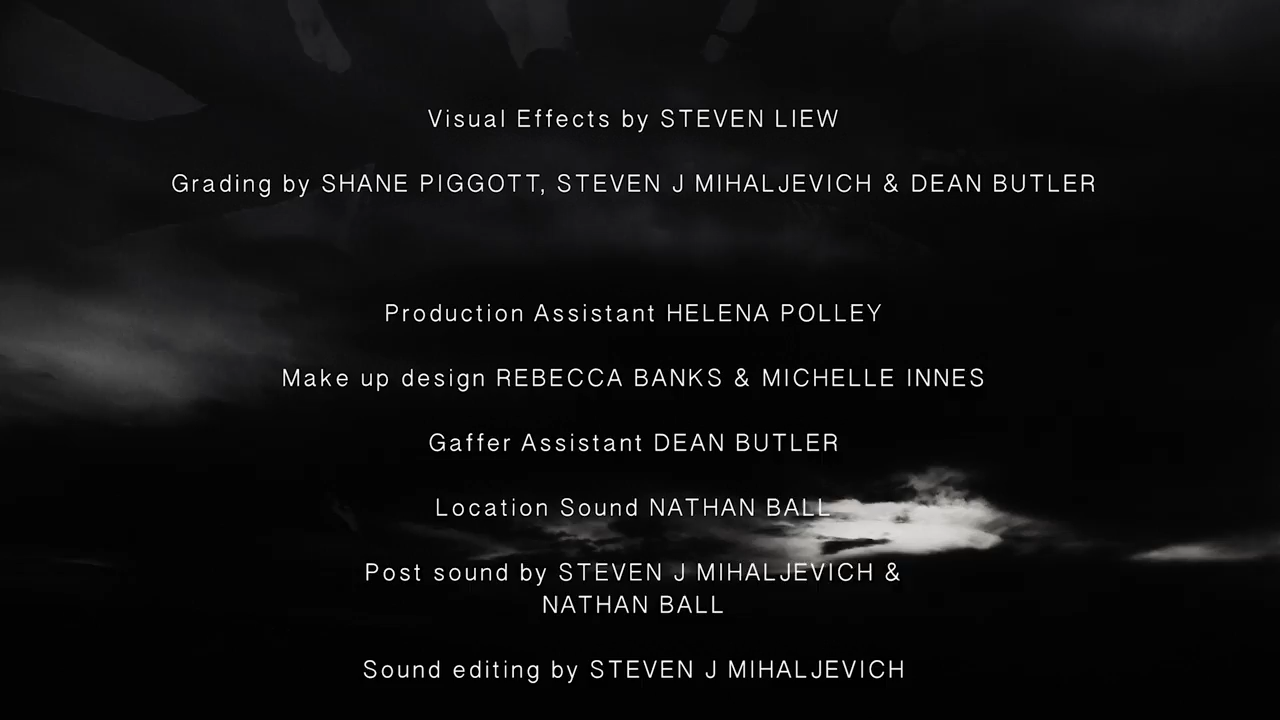 Visual Effects by STEVEN LIEW
Grading by SHANE PIGGOTT, STEVEN J MIHALJEVICH & DEAN BUTLER
Production Assistant HELENA POLLEY
Make up design REBECCA BANKS & MICHELLE INNES
Gaffer Assistant DEAN BUTLER
Location Sound NATHAN BALL
Post sound by STEVEN J MIHALJEVICH &
NATHAN BALL
Sound editing by STEVEN J MIHALJEVICH